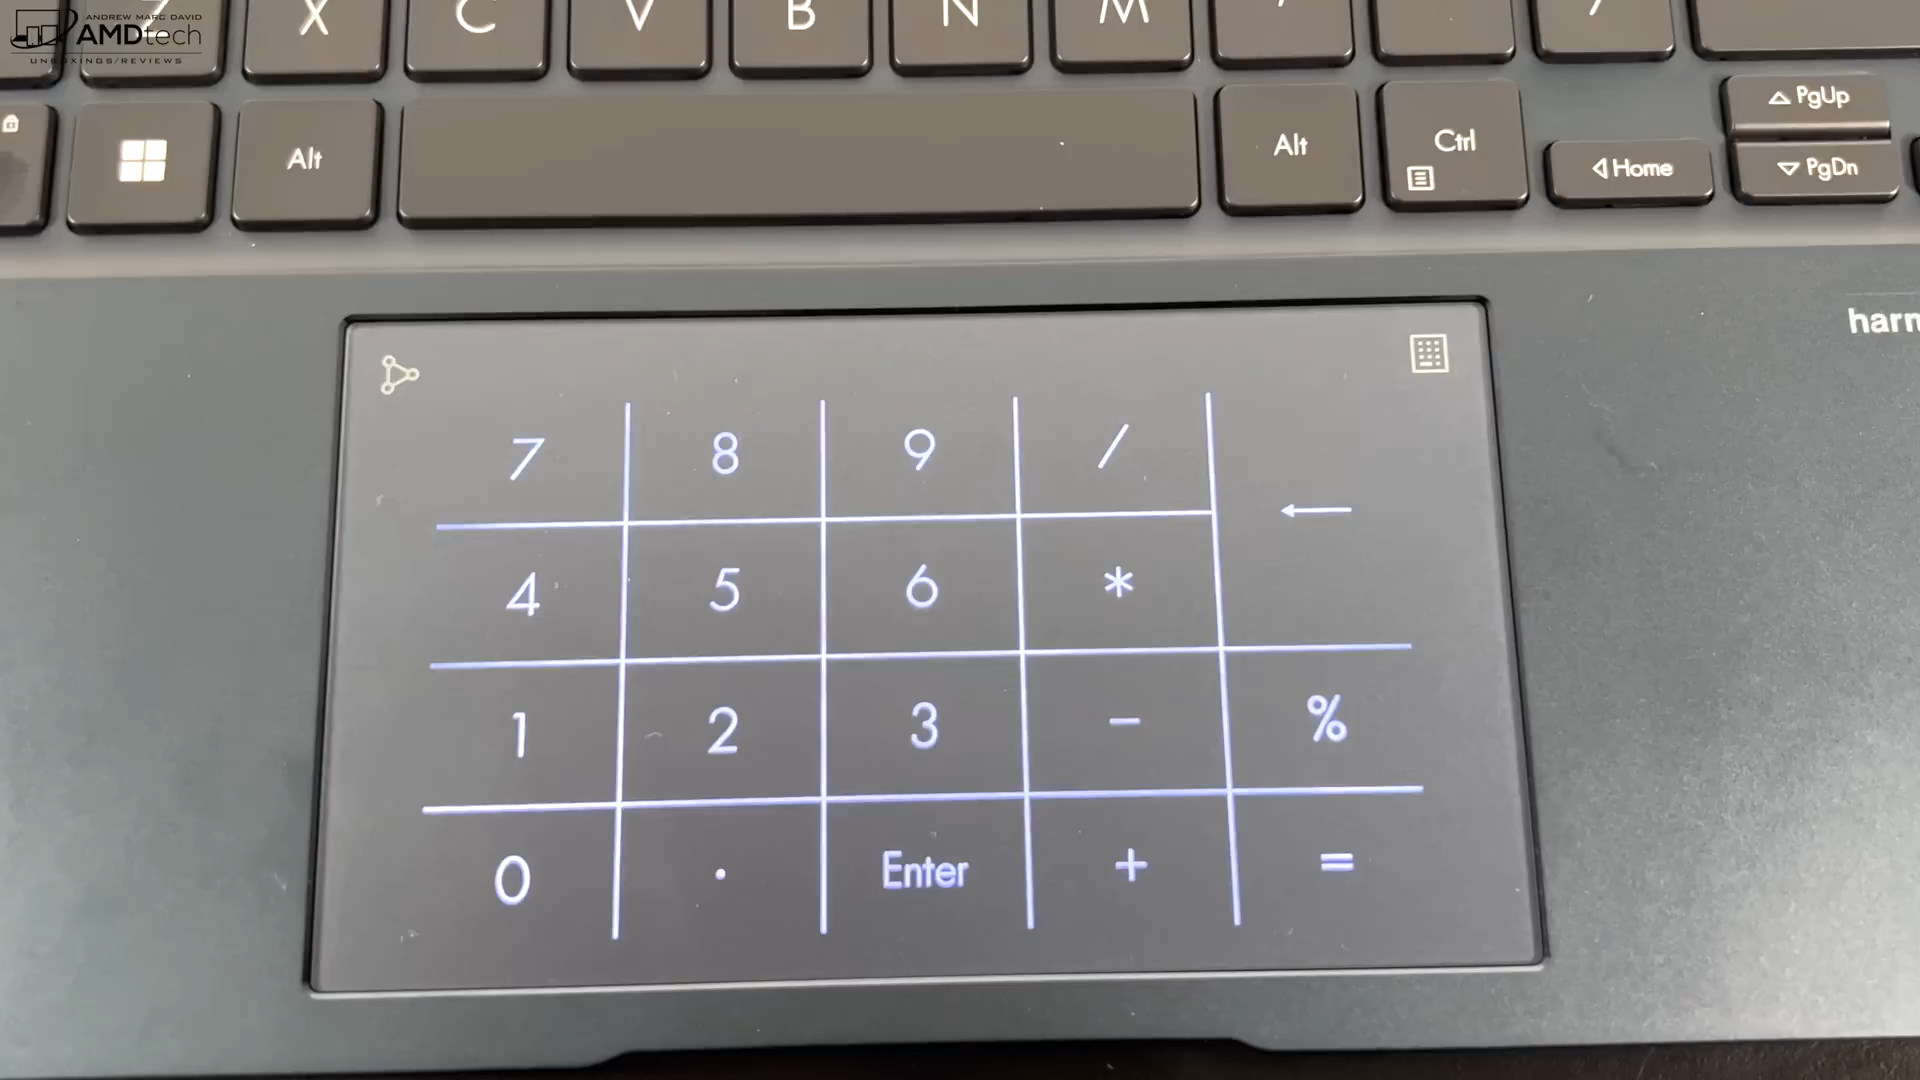 ANDREW MARC DAVID
AMDtech
UNBOXINGS/REVIEWS
Z X C V B N M , . /
Alt Alt Ctrl
PgUp
Home PgDn
harm
7 8 9 /
←
4 5 6 *
1 2 3 - %
0 . Enter + =